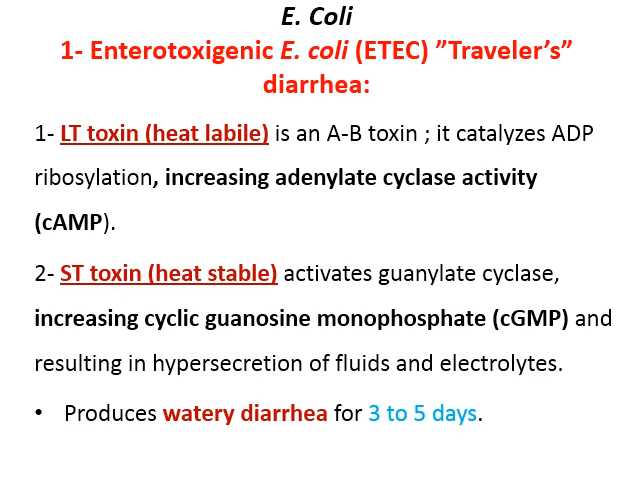 E. Coli
1- Enterotoxigenic E. coli (ETEC) ”Traveler’s”
diarrhea:
1- LT toxin (heat labile) is an A-B toxin ; it catalyzes ADP
ribosylation, increasing adenylate cyclase activity
(cAMP).
2- ST toxin (heat stable) activates guanylate cyclase,
increasing cyclic guanosine monophosphate (cGMP) and
resulting in hypersecretion of fluids and electrolytes.
• Produces watery diarrhea for 3 to 5 days.